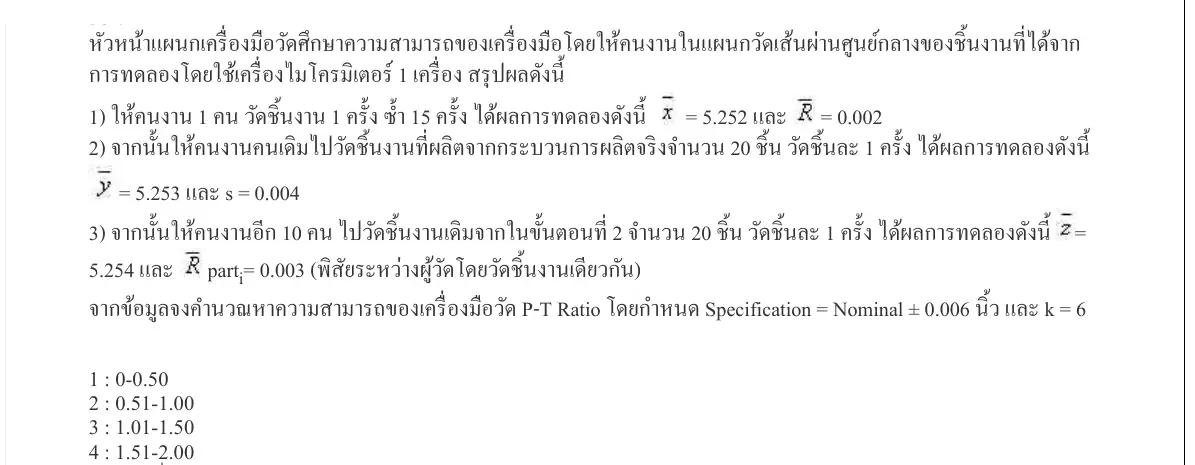 หัวหน้าแผนกเครื่องมือวัดศึกษาความสามารถของเครื่องมือโดยให้คนงานในแผนกวัดเส้นผ่านศูนย์กลางของชิ้นงานที่ได้จาก
การทดลองโดยใช้เครื่องไมโครมิเตอร์ 1 เครื่อง สรุปผลดังนี้
1) ให้คนงาน 1 คน วัดชิ้นงาน 1 ครั้ง ซ้ำ 15 ครั้ง ได้ผลการทดลองดังนี้ x̄ = 5.252 และ R̄ = 0.002
2) จากนั้นให้คนงานคนเดิมไปวัดชิ้นงานที่ผลิตจากกระบวนการผลิตจริงจำนวน 20 ชิ้น วัดชิ้นละ 1 ครั้ง ได้ผลการทดลองดังนี้
ȳ = 5.253 และ s = 0.004
3) จากนั้นให้คนงานอีก 10 คน ไปวัดชิ้นงานเดิมจากในขั้นตอนที่ 2 จำนวน 20 ชิ้น วัดชิ้นละ 1 ครั้ง ได้ผลการทดลองดังนี้ z̄ =
5.254 และ R̄ partᵢ= 0.003 (พิสัยระหว่างผู้วัดโดยวัดชิ้นงานเดียวกัน)
จากข้อมูลจงคำนวณหาความสามารถของเครื่องมือวัด P-T Ratio โดยกำหนด Specification = Nominal ± 0.006 นิ้ว และ k = 6
1 : 0-0.50
2 : 0.51-1.00
3 : 1.01-1.50
4 : 1.51-2.00